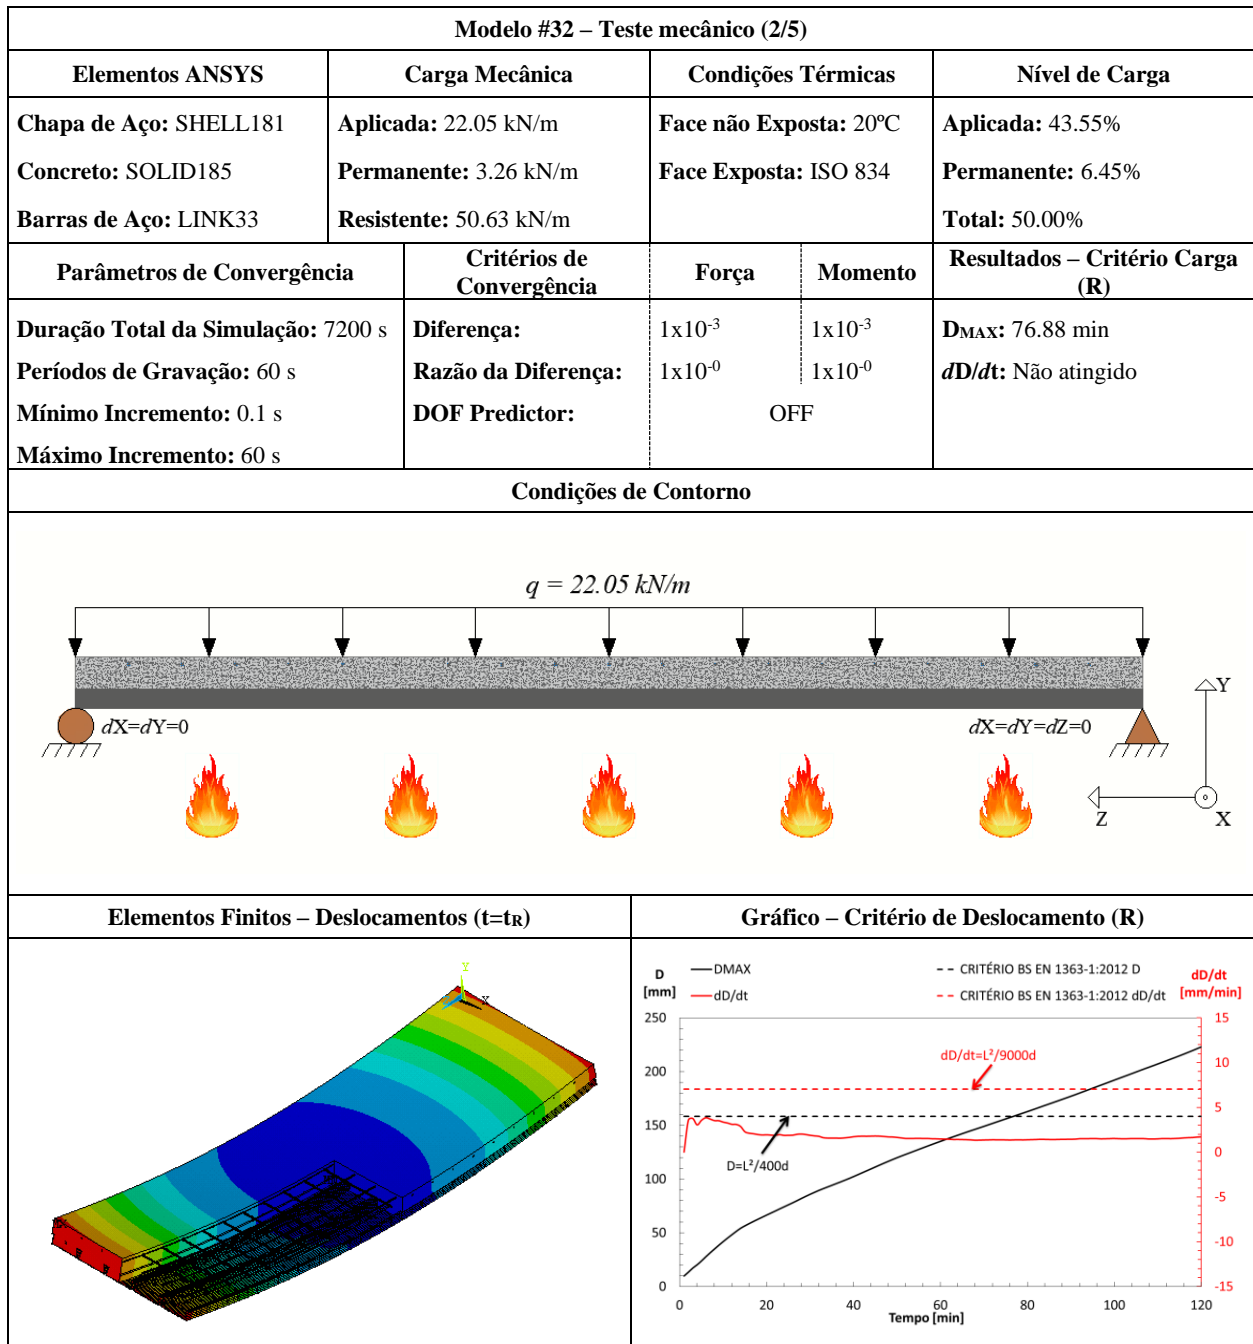 Modelo #32 – Teste mecânico (2/5)
Elementos ANSYS
Carga Mecânica
Condições Térmicas
Nível de Carga
Chapa de Aço: SHELL181
Concreto: SOLID185
Barras de Aço: LINK33
Aplicada: 22.05 kN/m
Permanente: 3.26 kN/m
Resistente: 50.63 kN/m
Face não Exposta: 20ºC
Face Exposta: ISO 834
Aplicada: 43.55%
Permanente: 6.45%
Total: 50.00%
Parâmetros de Convergência
Critérios de
Convergência
Força
Momento
Resultados – Critério Carga
(R)
Duração Total da Simulação: 7200 s
Períodos de Gravação: 60 s
Mínimo Incremento: 0.1 s
Máximo Incremento: 60 s
Diferença: 1x10-3 1x10-3
Razão da Diferença: 1x10-0 1x10-0
DOF Predictor: OFF
DMAX: 76.88 min
dD/dt: Não atingido
Condições de Contorno
q = 22.05 kN/m
dX=dY=0
dX=dY=dZ=0
Y
Z
X
Elementos Finitos – Deslocamentos (t=tR)
Gráfico – Critério de Deslocamento (R)
Y
X
D
[mm]
DMAX
dD/dt
CRITÉRIO BS EN 1363-1:2012 D
CRITÉRIO BS EN 1363-1:2012 dD/dt
dD/dt
[mm/min]
250
200
150
100
50
0
15
10
5
0
-5
-10
-15
dD/dt=L²/9000d
D=L²/400d
0 20 40 60 80 100 120
Tempo [min]